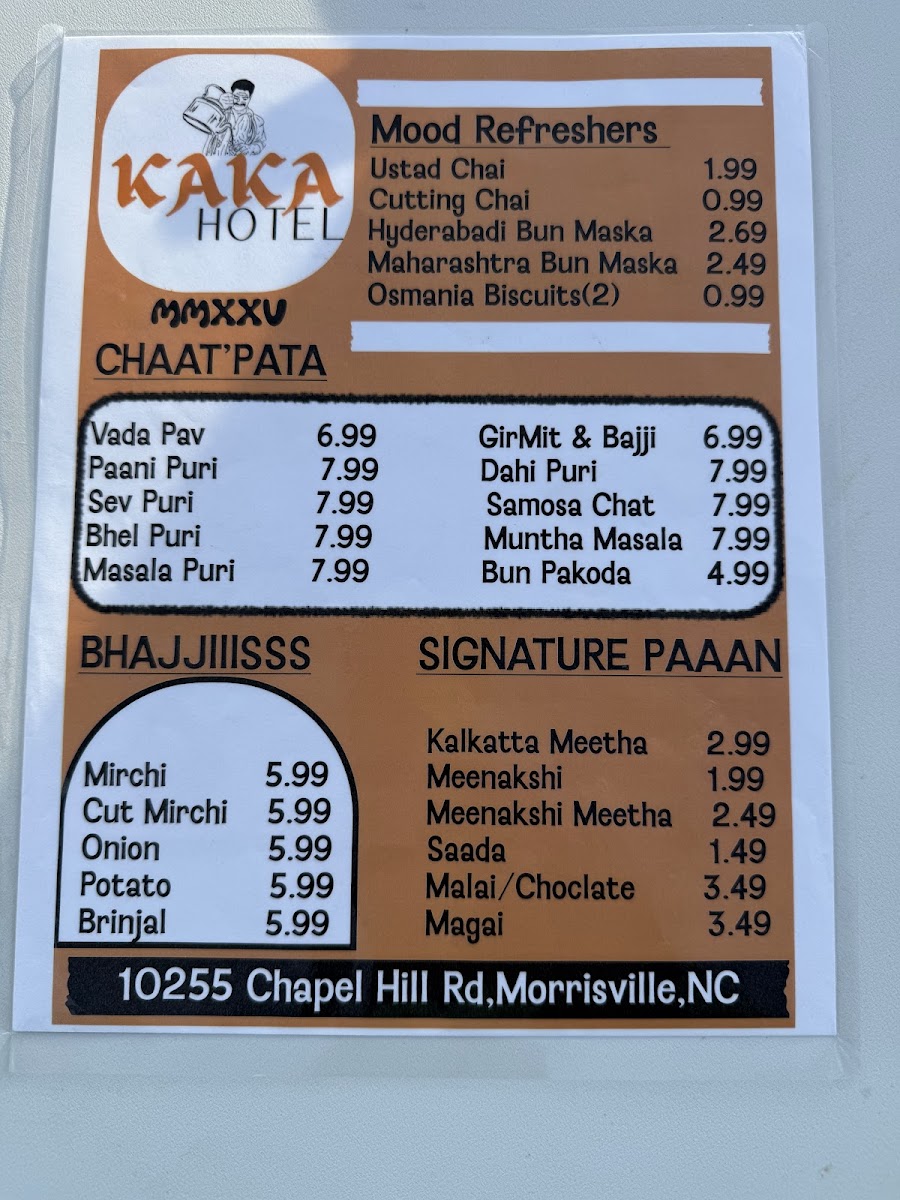 KAKA
HOTEL
MMXXV
Mood Refreshers
Ustad Chai 1.99
Cutting Chai 0.99
Hyderabadi Bun Maska 2.69
Maharashtra Bun Maska 2.49
Osmania Biscuits(2) 0.99
CHAAT'PATA
Vada Pav 6.99
Paani Puri 7.99
Sev Puri 7.99
Bhel Puri 7.99
Masala Puri 7.99
GirMit & Bajji 6.99
Dahi Puri 7.99
Samosa Chat 7.99
Muntha Masala 7.99
Bun Pakoda 4.99
BHAJJIIISSS
Mirchi 5.99
Cut Mirchi 5.99
Onion 5.99
Potato 5.99
Brinjal 5.99
SIGNATURE PAAAN
Kalkatta Meetha 2.99
Meenakshi 1.99
Meenakshi Meetha 2.49
Saada 1.49
Malai/Choclate 3.49
Magai 3.49
10255 Chapel Hill Rd,Morrisville,NC